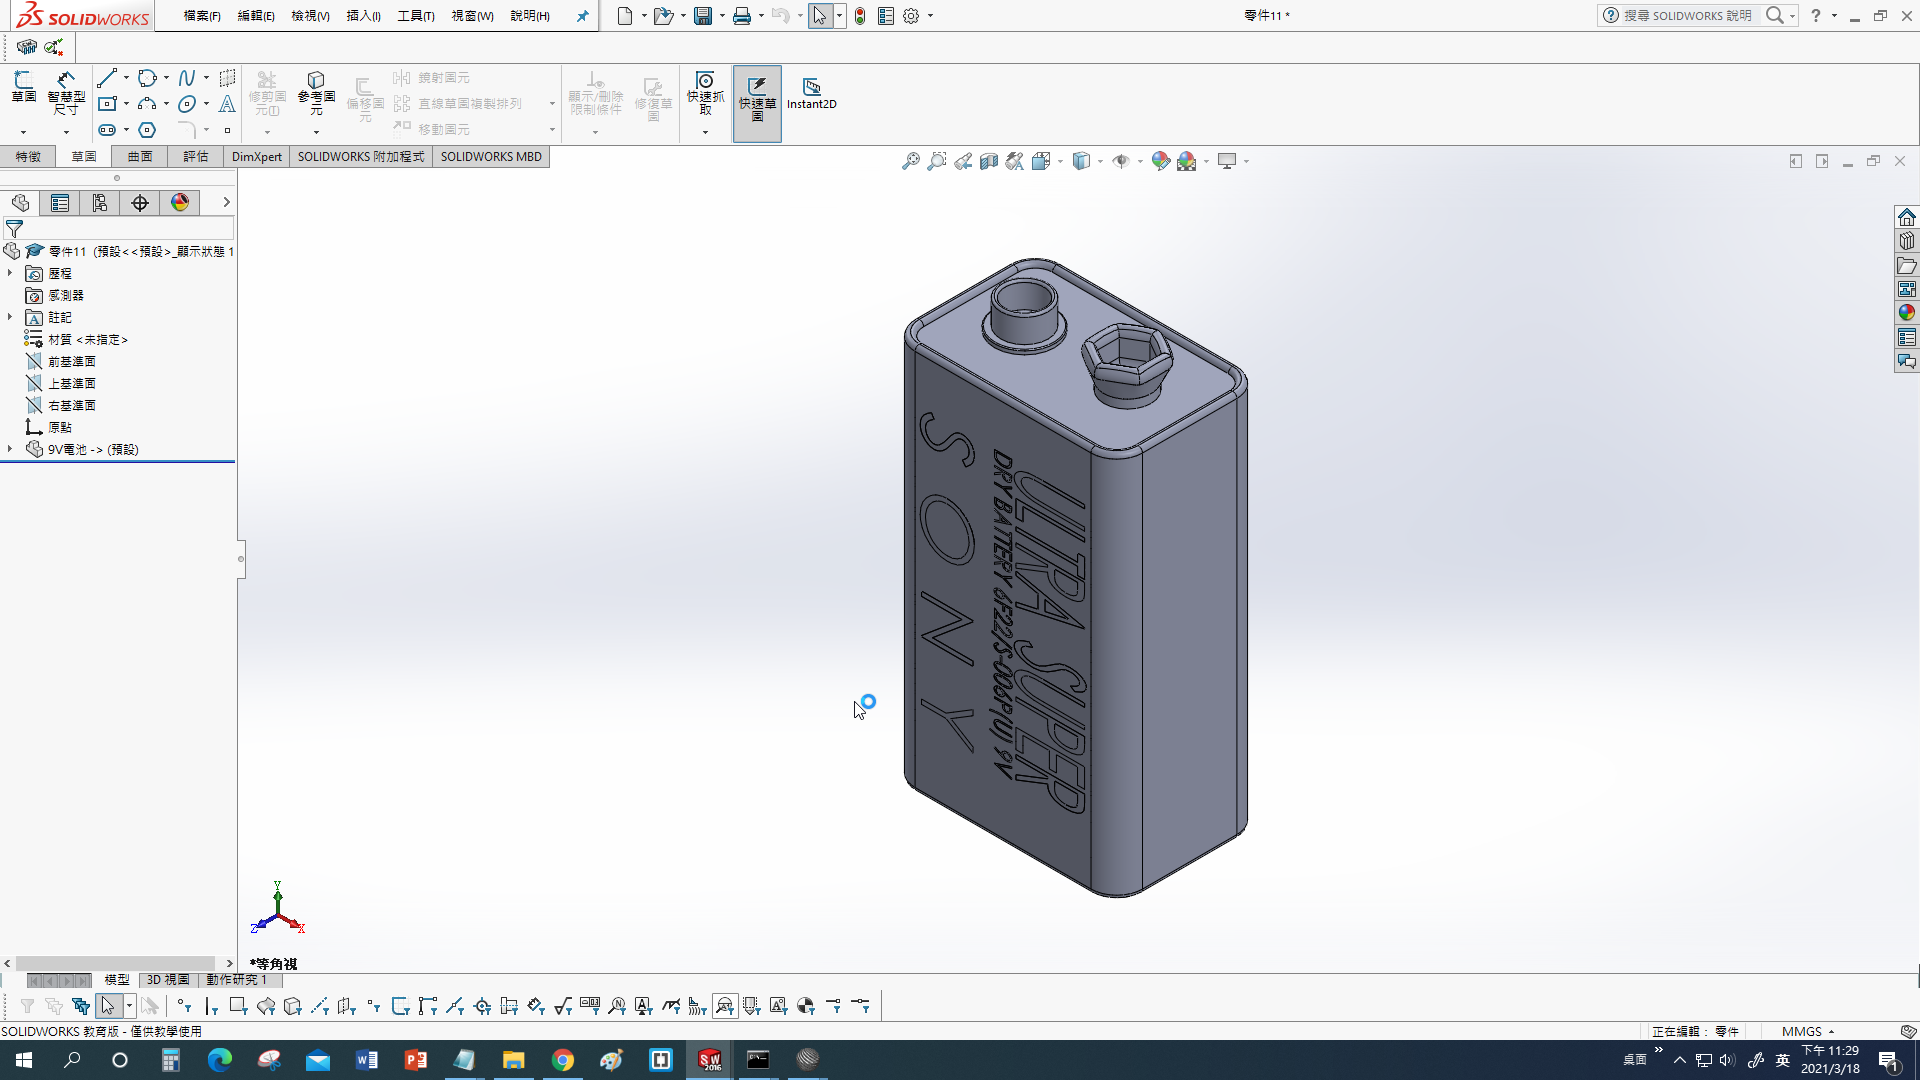 SOLIDWORKS 檔案(F) 編輯(E) 檢視(V) 插入(I) 工具(T) 視窗(W) 說明(H) 零件11 * 搜尋 SOLIDWORKS 說明
草圖 智慧型尺寸 修剪圖元(I) 參考圖元 偏移圖元 鏡射圖元 顯示/刪除限制條件 修復草圖 快速抓取 快速草圖 Instant2D
直線草圖複製排列
移動圖元
特徵 草圖 曲面 評估 DimXpert SOLIDWORKS 附加程式 SOLIDWORKS MBD
零件11 (預設<<預設>_顯示狀態 1
歷程
感測器
註記
材質 <未指定>
前基準面
上基準面
右基準面
原點
9V電池 -> (預設)
SONY
DRY BATTERY 6F22/S-006P(U) 9V
ULTRA SUPER
Y
Z X
*等角視
模型 3D 視圖 動作研究 1
SOLIDWORKS 教育版 - 僅供教學使用 正在編輯： 零件 MMGS
桌面 英 下午 11:29
2021/3/18
SW 2016
1